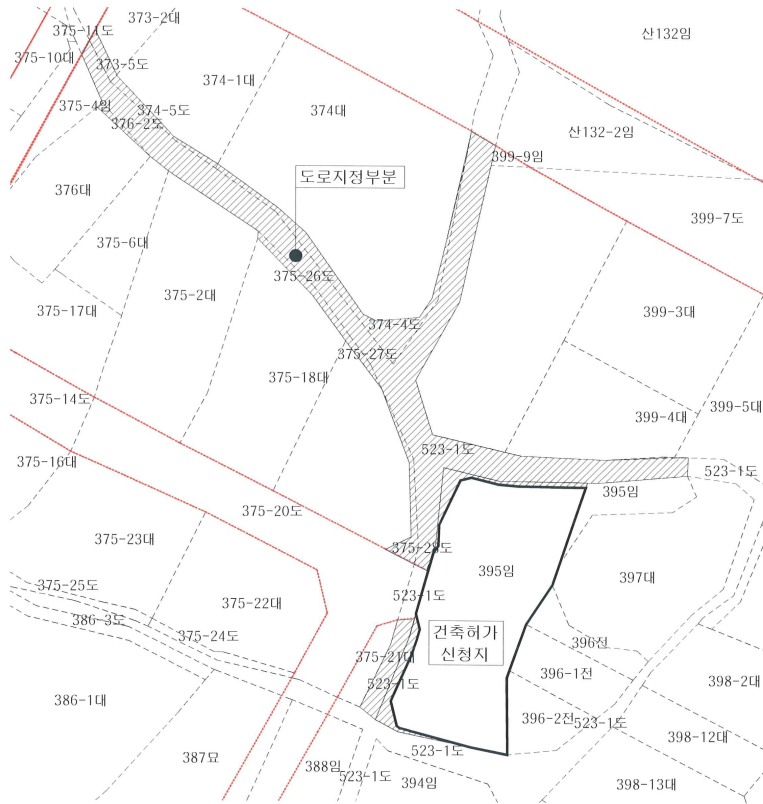 373-2대
375-11도
산132임
375-10대
373-5도
374-1대
374대
375-4임
374-5도
376-2도
산132-2임
399-9임
도로지정부분
376대
399-7도
375-6대
375-26도
375-2대
375-17대
399-3대
374-4도
375-27도
375-18대
375-14도
399-5대
399-4대
523-1도
375-16대
523-1도
395임
375-20도
375-23대
375-28도
395임
397대
375-25도
523-1도
375-22대
386-3도
375-24도
건축허가
신청지
396전
375-21대
396-1전
398-2대
523-1도
386-1대
396-2전
523-1도
398-12대
523-1도
387묘
388임
523-1도
394임
398-13대